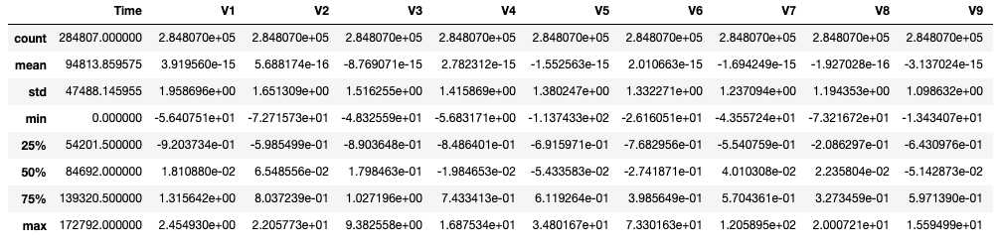 Time V1 V2 V3 V4 V5 V6 V7 V8 V9
count 284807.000000 2.848070e+05 2.848070e+05 2.848070e+05 2.848070e+05 2.848070e+05 2.848070e+05 2.848070e+05 2.848070e+05 2.848070e+05
mean 94813.859575 3.919560e-15 5.688174e-16 -8.769071e-15 2.782312e-15 -1.552563e-15 2.010663e-15 -1.694249e-15 -1.927028e-16 -3.137024e-15
std 47488.145955 1.958696e+00 1.651309e+00 1.516255e+00 1.415869e+00 1.380247e+00 1.332271e+00 1.237094e+00 1.194353e+00 1.098632e+00
min 0.000000 -5.640751e+01 -7.271573e+01 -4.832559e+01 -5.683171e+00 -1.137433e+02 -2.616051e+01 -4.355724e+01 -7.321672e+01 -1.343407e+01
25% 54201.500000 -9.203734e-01 -5.985499e-01 -8.903648e-01 -8.486401e-01 -6.915971e-01 -7.682956e-01 -5.540759e-01 -2.086297e-01 -6.430976e-01
50% 84692.000000 1.810880e-02 6.548556e-02 1.798463e-01 -1.984653e-02 -5.433583e-02 -2.741871e-01 4.010308e-02 2.235804e-02 -5.142873e-02
75% 139320.500000 1.315642e+00 8.037239e-01 1.027196e+00 7.433413e-01 6.119264e-01 3.985649e-01 5.704361e-01 3.273459e-01 5.971390e-01
max 172792.000000 2.454930e+00 2.205773e+01 9.382558e+00 1.687534e+01 3.480167e+01 7.330163e+01 1.205895e+02 2.000721e+01 1.559499e+01